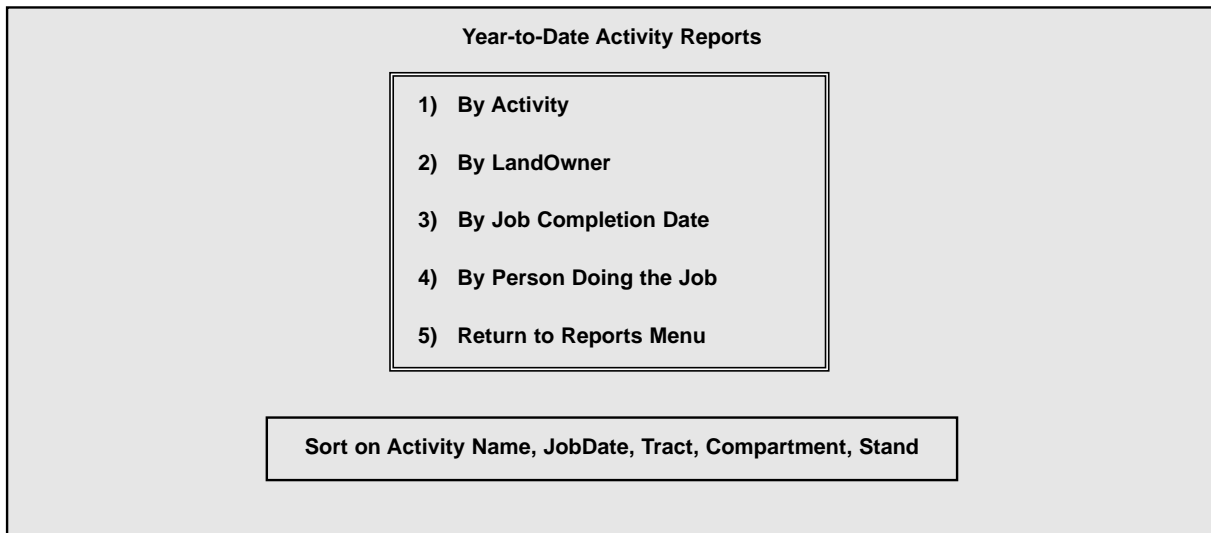 Year-to-Date Activity Reports
1) By Activity
2) By LandOwner
3) By Job Completion Date
4) By Person Doing the Job
5) Return to Reports Menu
Sort on Activity Name, JobDate, Tract, Compartment, Stand